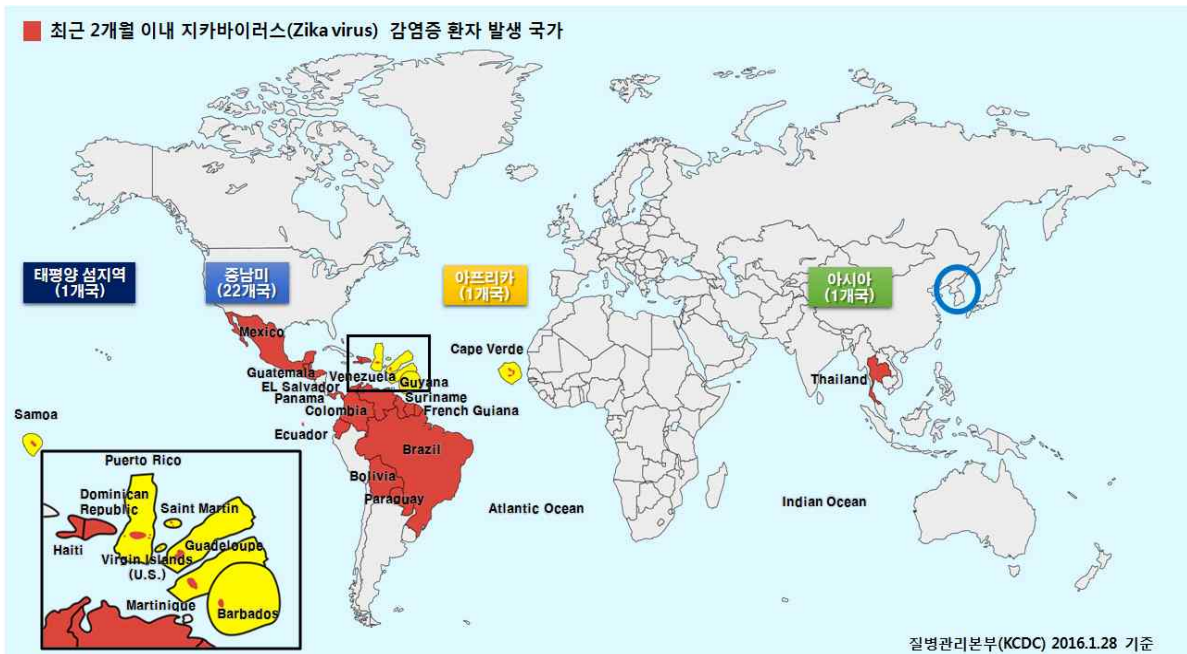 최근 2개월 이내 지카바이러스(Zika virus) 감염증 환자 발생 국가
태평양 섬지역
(1개국)
중남미
(22개국)
아프리카
(1개국)
아시아
(1개국)
Mexico
Guatemala
EL Salvador
Panama
Colombia
Ecuador
Venezuela
Guyana
Suriname
French Guiana
Brazil
Bolivia
Paraguay
Cape Verde
Thailand
Samoa
Atlantic Ocean
Indian Ocean
Puerto Rico
Dominican
Republic
Saint Martin
Haiti
Guadeloupe
Virgin Islands
(U.S.)
Martinique
Barbados
질병관리본부(KCDC) 2016.1.28 기준